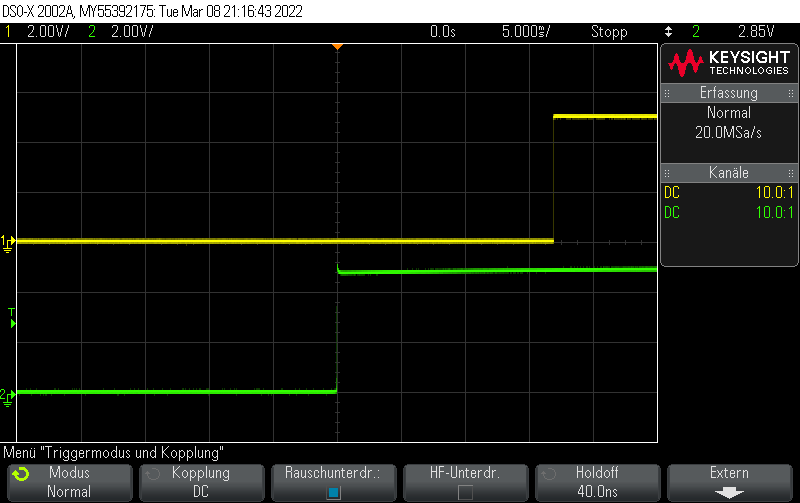 DSO-X 2002A, MY55392175: Tue Mar 08 21:16:43 2022
1 2.00V/ 2 2.00V/ 0.0s 5.000ms/ Stopp 2 2.85V
KEYSIGHT
TECHNOLOGIES
Erfassung
Normal
20.0MSa/s
Kanäle
DC 10.0:1
DC 10.0:1
1
T
2
Menü "Triggermodus und Kopplung"
Modus
Normal
Kopplung
DC
Rauschunterdr.:
HF-Unterdr.
Holdoff
40.0ns
Extern